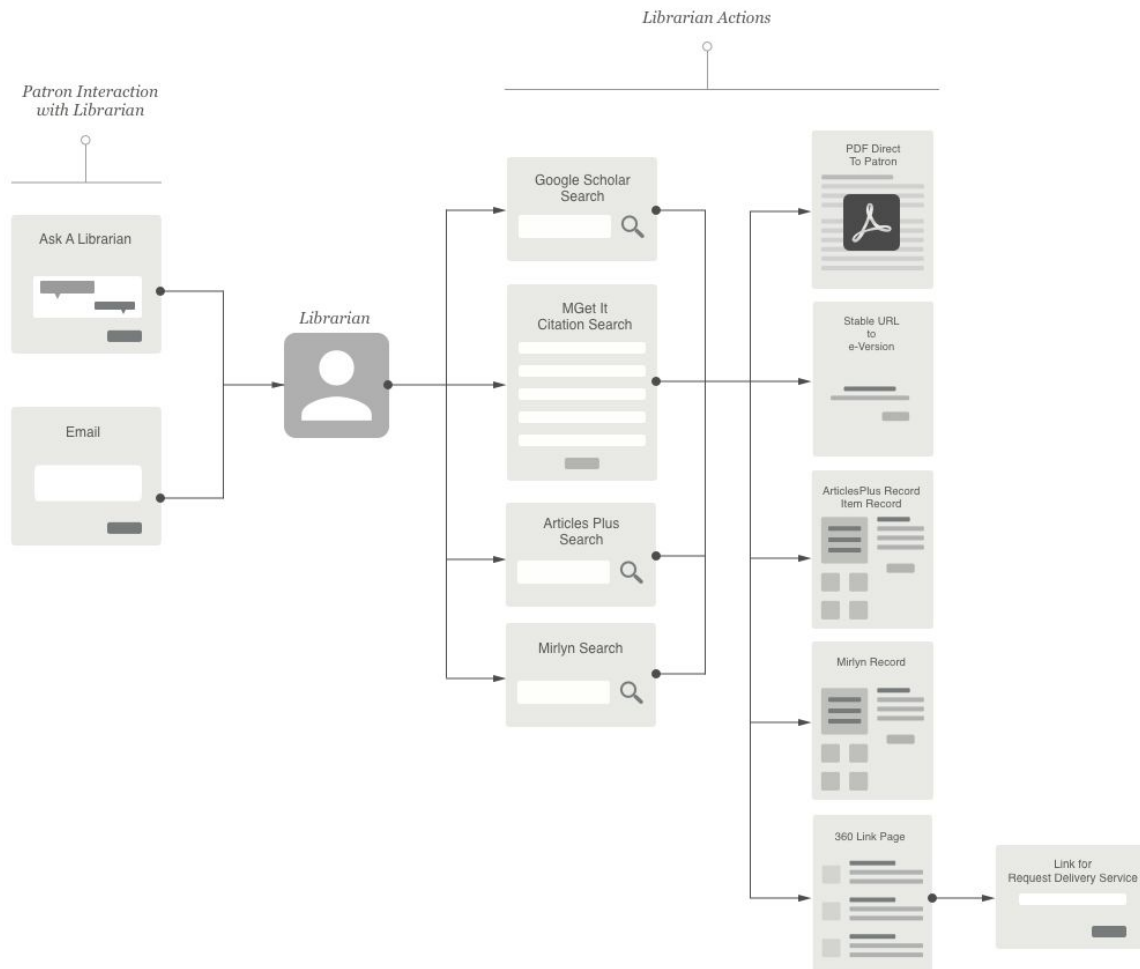 Librarian Actions
Patron Interaction
with Librarian
Ask A Librarian
Email
Librarian
Google Scholar
Search
MGet It
Citation Search
Articles Plus
Search
Mirlyn Search
PDF Direct
To Patron
Stable URL
to
e-Version
ArticlesPlus Record
Item Record
Mirlyn Record
360 Link Page
Link for
Request Delivery Service